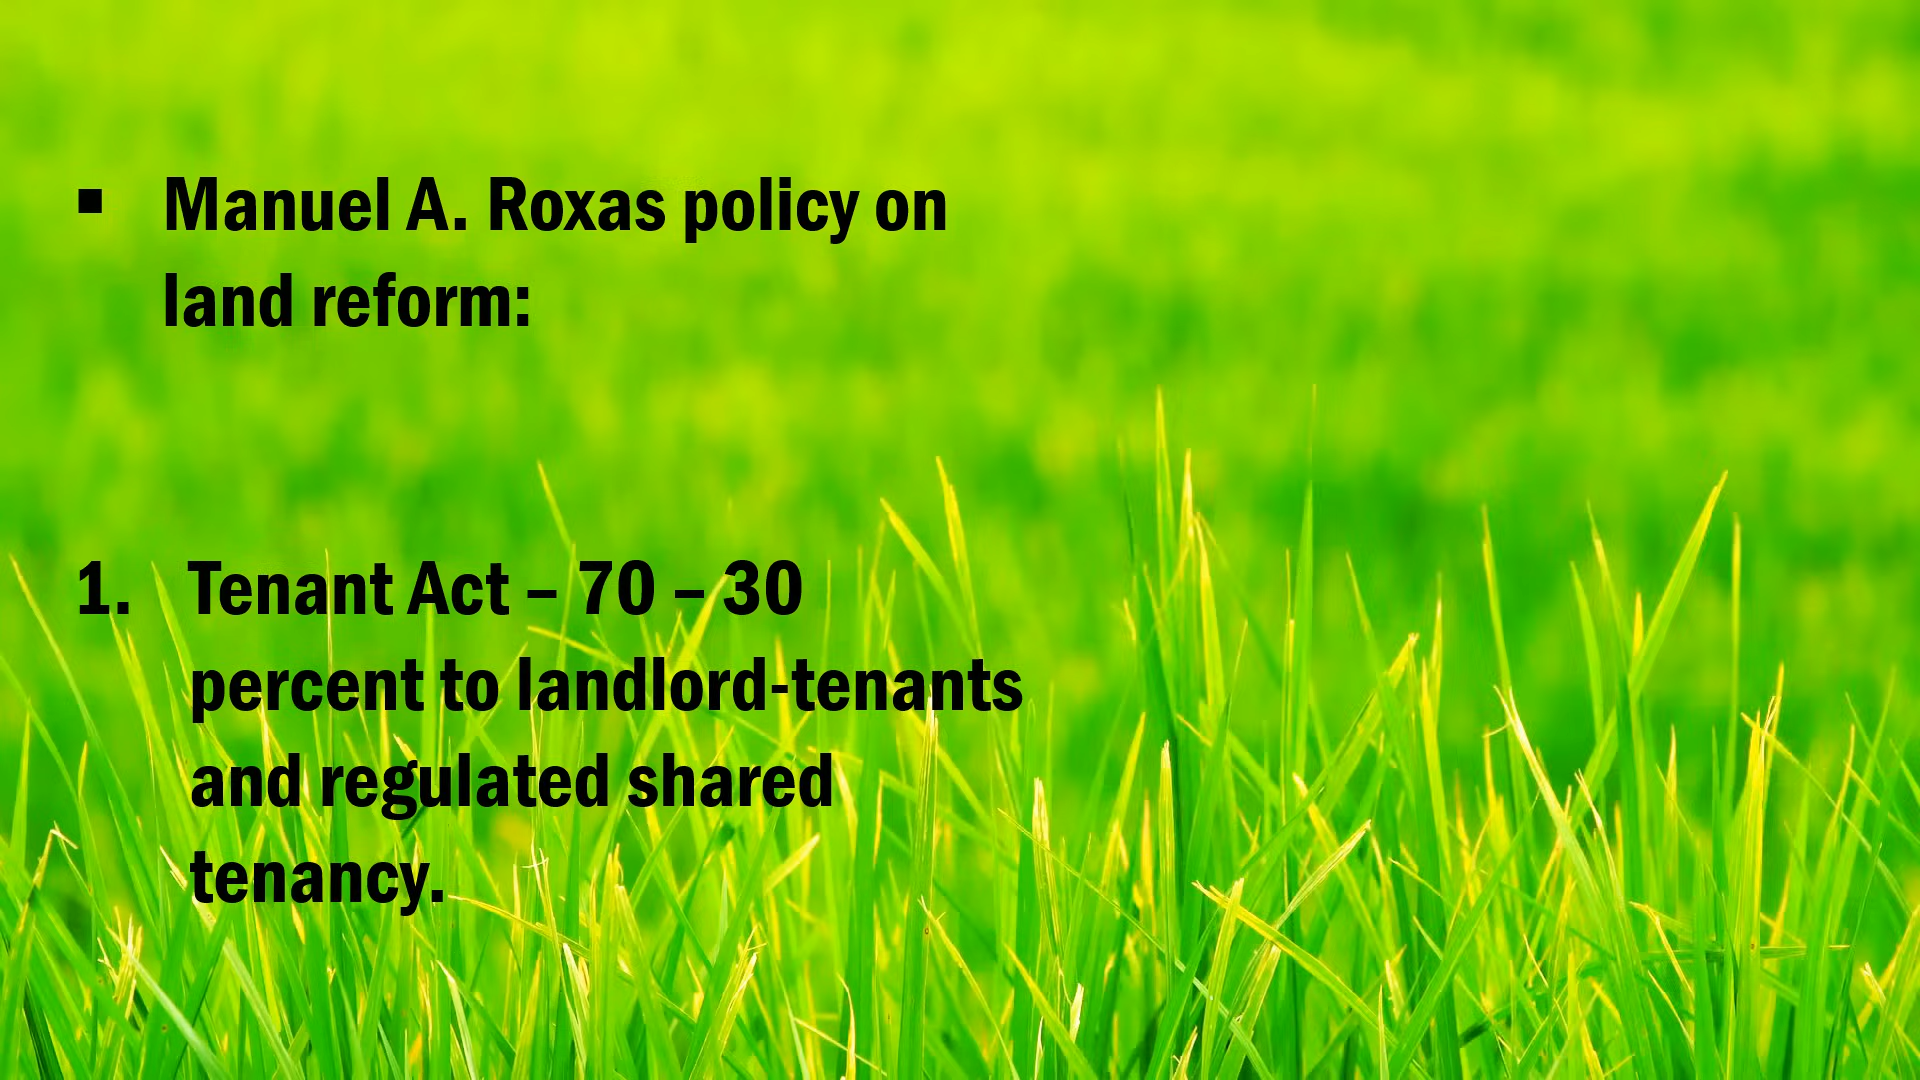 ▪ Manuel A. Roxas policy on
land reform:
1. Tenant Act – 70 – 30
percent to landlord-tenants
and regulated shared
tenancy.